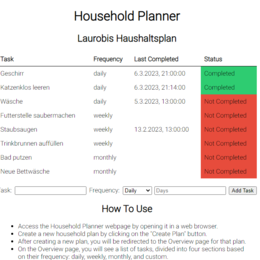 Household Planner
Laurobis Haushaltsplan
Task Frequency Last Completed Status
Geschirr daily 6.3.2023, 21:00:00 Completed
Katzenklos leeren daily 6.3.2023, 21:14:00 Completed
Wäsche daily 5.3.2023, 13:00:00 Not Completed
Futterstelle saubermachen weekly Not Completed
Staubsaugen weekly 13.2.2023, 13:00:00 Not Completed
Trinkbrunnen auffüllen weekly Not Completed
Bad putzen monthly Not Completed
Neue Bettwäsche monthly Not Completed
Task: Frequency: Daily Days Add Task
How To Use
Access the Household Planner webpage by opening it in a web browser.
Create a new household plan by clicking on the "Create Plan" button.
After creating a new plan, you will be redirected to the Overview page for that plan.
On the Overview page, you will see a list of tasks, divided into four sections based
on their frequency: daily, weekly, monthly, and custom.